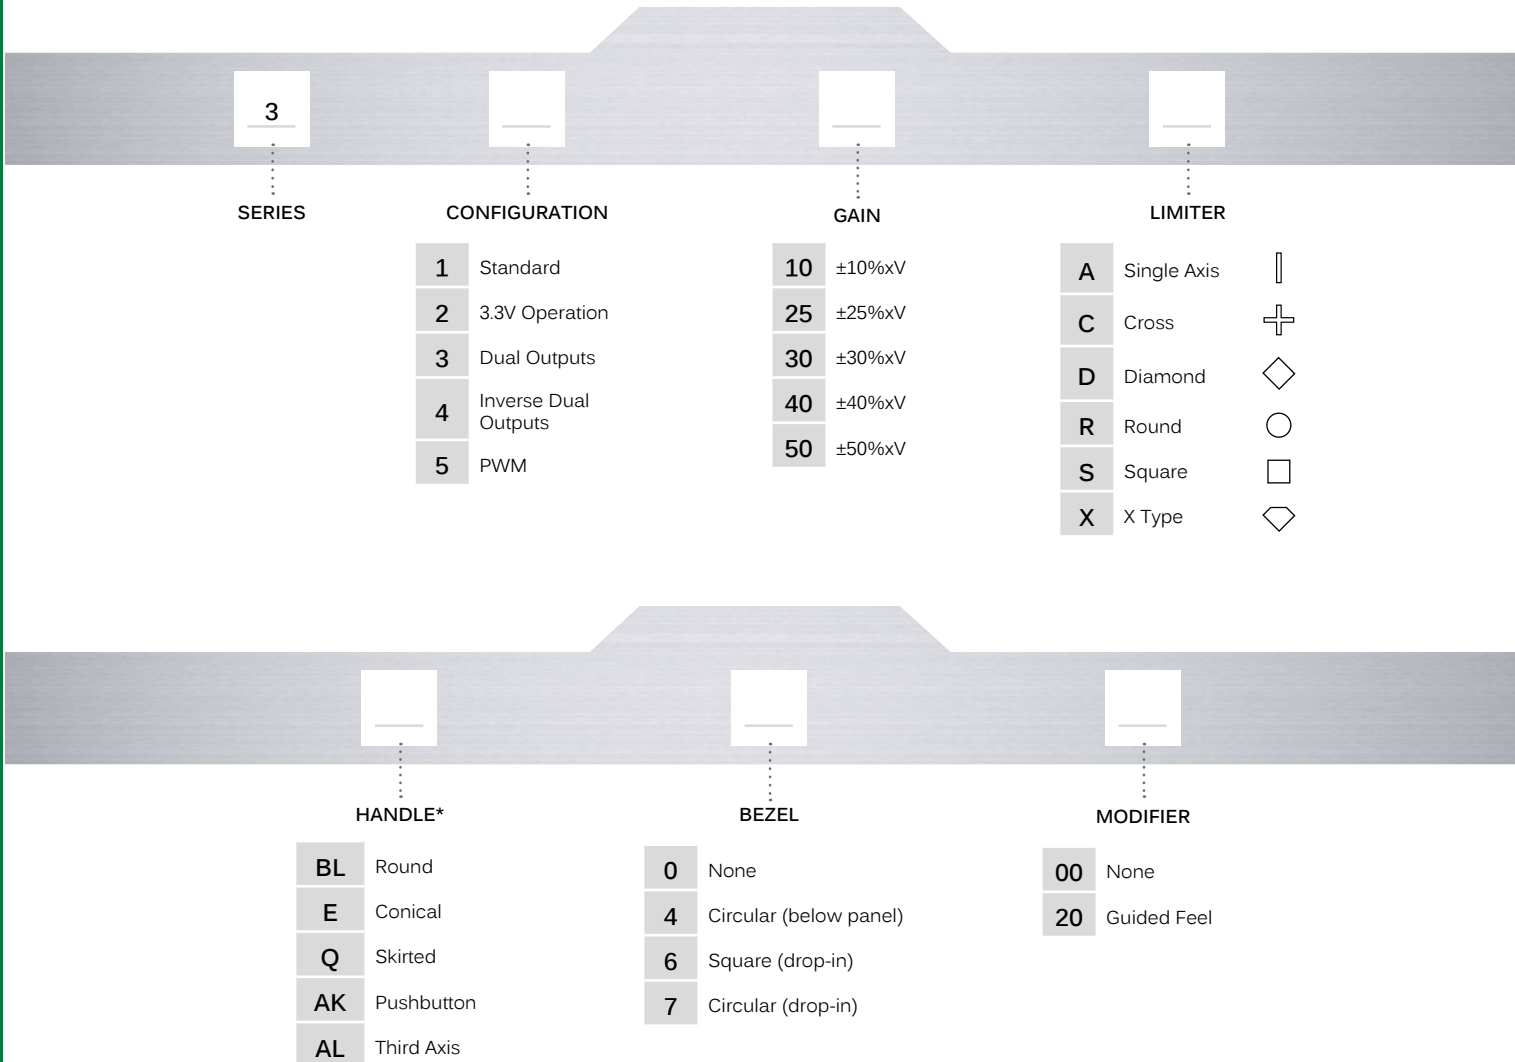 3
SERIES
CONFIGURATION
1 Standard
2 3.3V Operation
3 Dual Outputs
4 Inverse Dual
Outputs
5 PWM
GAIN
10 ±10%xV
25 ±25%xV
30 ±30%xV
40 ±40%xV
50 ±50%xV
LIMITER
A Single Axis
C Cross
D Diamond
R Round
S Square
X X Type
HANDLE*
BL Round
E Conical
Q Skirted
AK Pushbutton
AL Third Axis
BEZEL
0 None
4 Circular (below panel)
6 Square (drop-in)
7 Circular (drop-in)
MODIFIER
00 None
20 Guided Feel